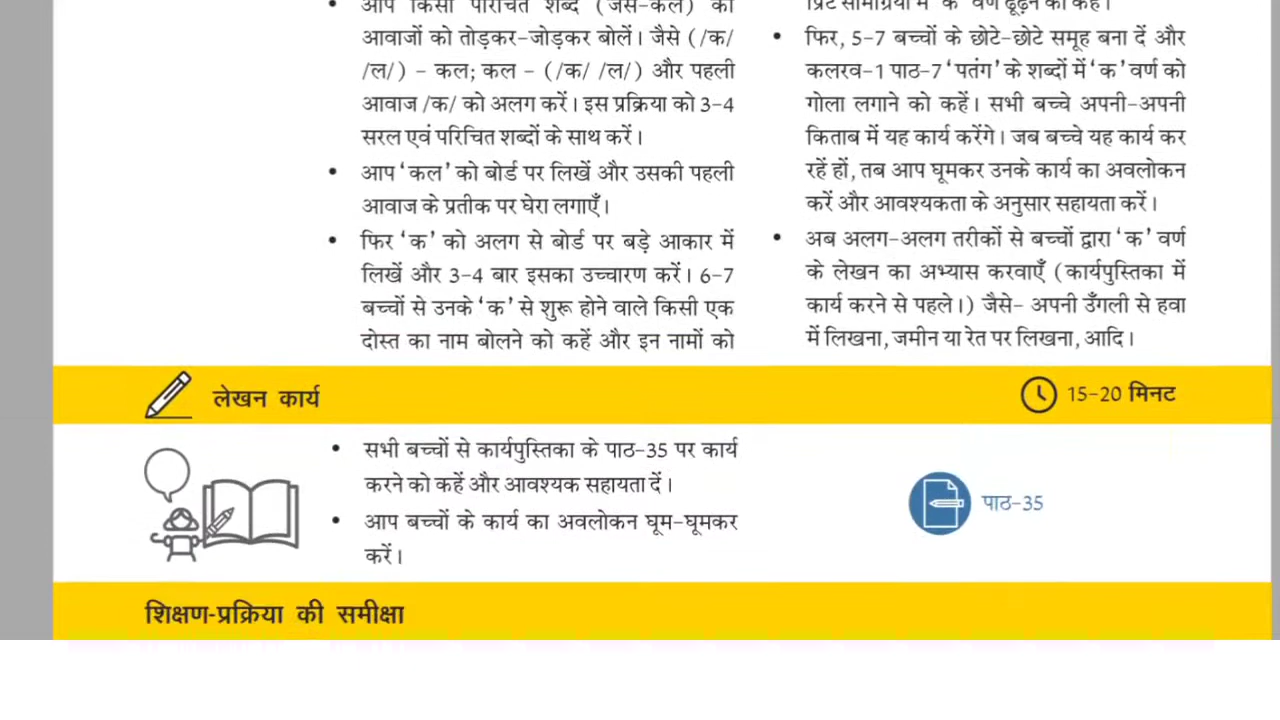 आप किसी परिचित शब्द (जैसे-कल) की
आवाजों को तोड़कर-जोड़कर बोलें। जैसे (/क/
/ल/) - कल; कल - (/क/ /ल/) और पहली
आवाज /क/ को अलग करें। इस प्रक्रिया को 3-4
सरल एवं परिचित शब्दों के साथ करें।
• आप ‘कल’ को बोर्ड पर लिखें और उसकी पहली
आवाज के प्रतीक पर घेरा लगाएँ।
• फिर ‘क’ को अलग से बोर्ड पर बड़े आकार में
लिखें और 3-4 बार इसका उच्चारण करें। 6-7
बच्चों से उनके ‘क’ से शुरू होने वाले किसी एक
दोस्त का नाम बोलने को कहें और इन नामों को
प्रिंट सामग्रियों में ‘क’ वर्ण ढूढ़ने को कहें।
• फिर, 5-7 बच्चों के छोटे-छोटे समूह बना दें और
कलरव-1 पाठ-7 ‘पतंग’ के शब्दों में ‘क’ वर्ण को
गोला लगाने को कहें। सभी बच्चे अपनी-अपनी
किताब में यह कार्य करेंगे। जब बच्चे यह कार्य कर
रहें हों, तब आप घूमकर उनके कार्य का अवलोकन
करें और आवश्यकता के अनुसार सहायता करें।
• अब अलग-अलग तरीकों से बच्चों द्वारा ‘क’ वर्ण
के लेखन का अभ्यास करवाएँ (कार्यपुस्तिका में
कार्य करने से पहले।) जैसे- अपनी उँगली से हवा
में लिखना, जमीन या रेत पर लिखना, आदि।
लेखन कार्य
15-20 मिनट
• सभी बच्चों से कार्यपुस्तिका के पाठ-35 पर कार्य
करने को कहें और आवश्यक सहायता दें।
• आप बच्चों के कार्य का अवलोकन घूम-घूमकर
करें।
पाठ-35
शिक्षण-प्रक्रिया की समीक्षा